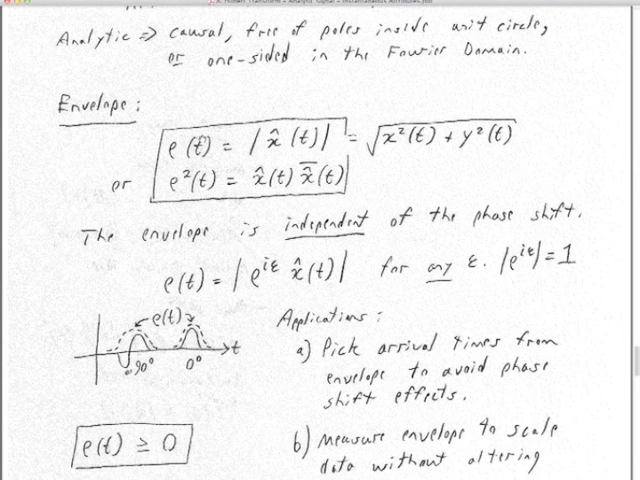 Analytic => causal, free of poles inside unit circle,
or one-sided in the Fourier Domain.
Envelope:
e(t) = |x̂(t)| = √x²(t) + y²(t)
or e²(t) = x̂(t) x̂̄(t)
The envelope is independent of the phase shift.
e(t) = |e^{iε} x̂(t)| for any ε. |e^{iε}| = 1
e(t)
t
90° 0°
Applications:
a) Pick arrival times from
envelope to avoid phase
shift effects.
e(t) ≥ 0
b) Measure envelope to scale
data without altering